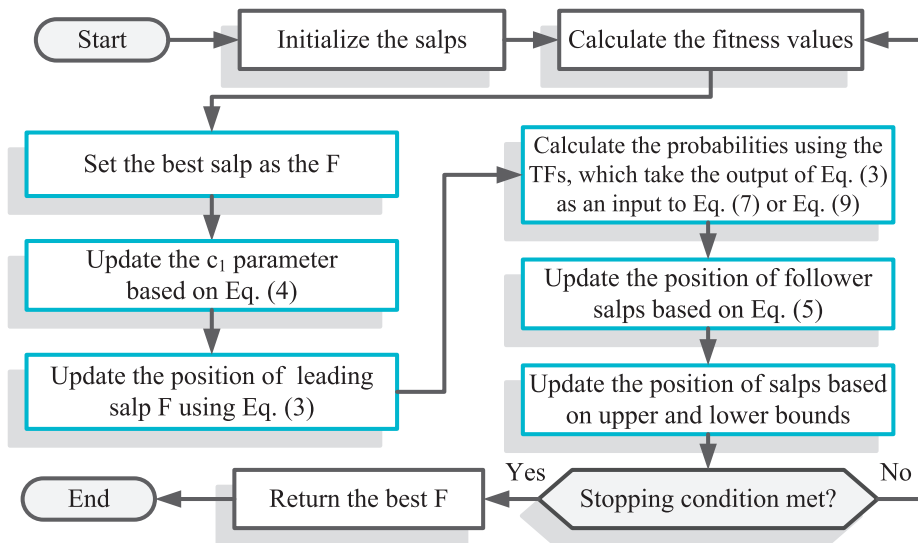 Start
Initialize the salps
Calculate the fitness values
Set the best salp as the F
Update the c₁ parameter
based on Eq. (4)
Update the position of leading
salp F using Eq. (3)
Calculate the probabilities using the
TFs, which take the output of Eq. (3)
as an input to Eq. (7) or Eq. (9)
Update the position of follower
salps based on Eq. (5)
Update the position of salps based
on upper and lower bounds
Stopping condition met?
Yes
No
Return the best F
End